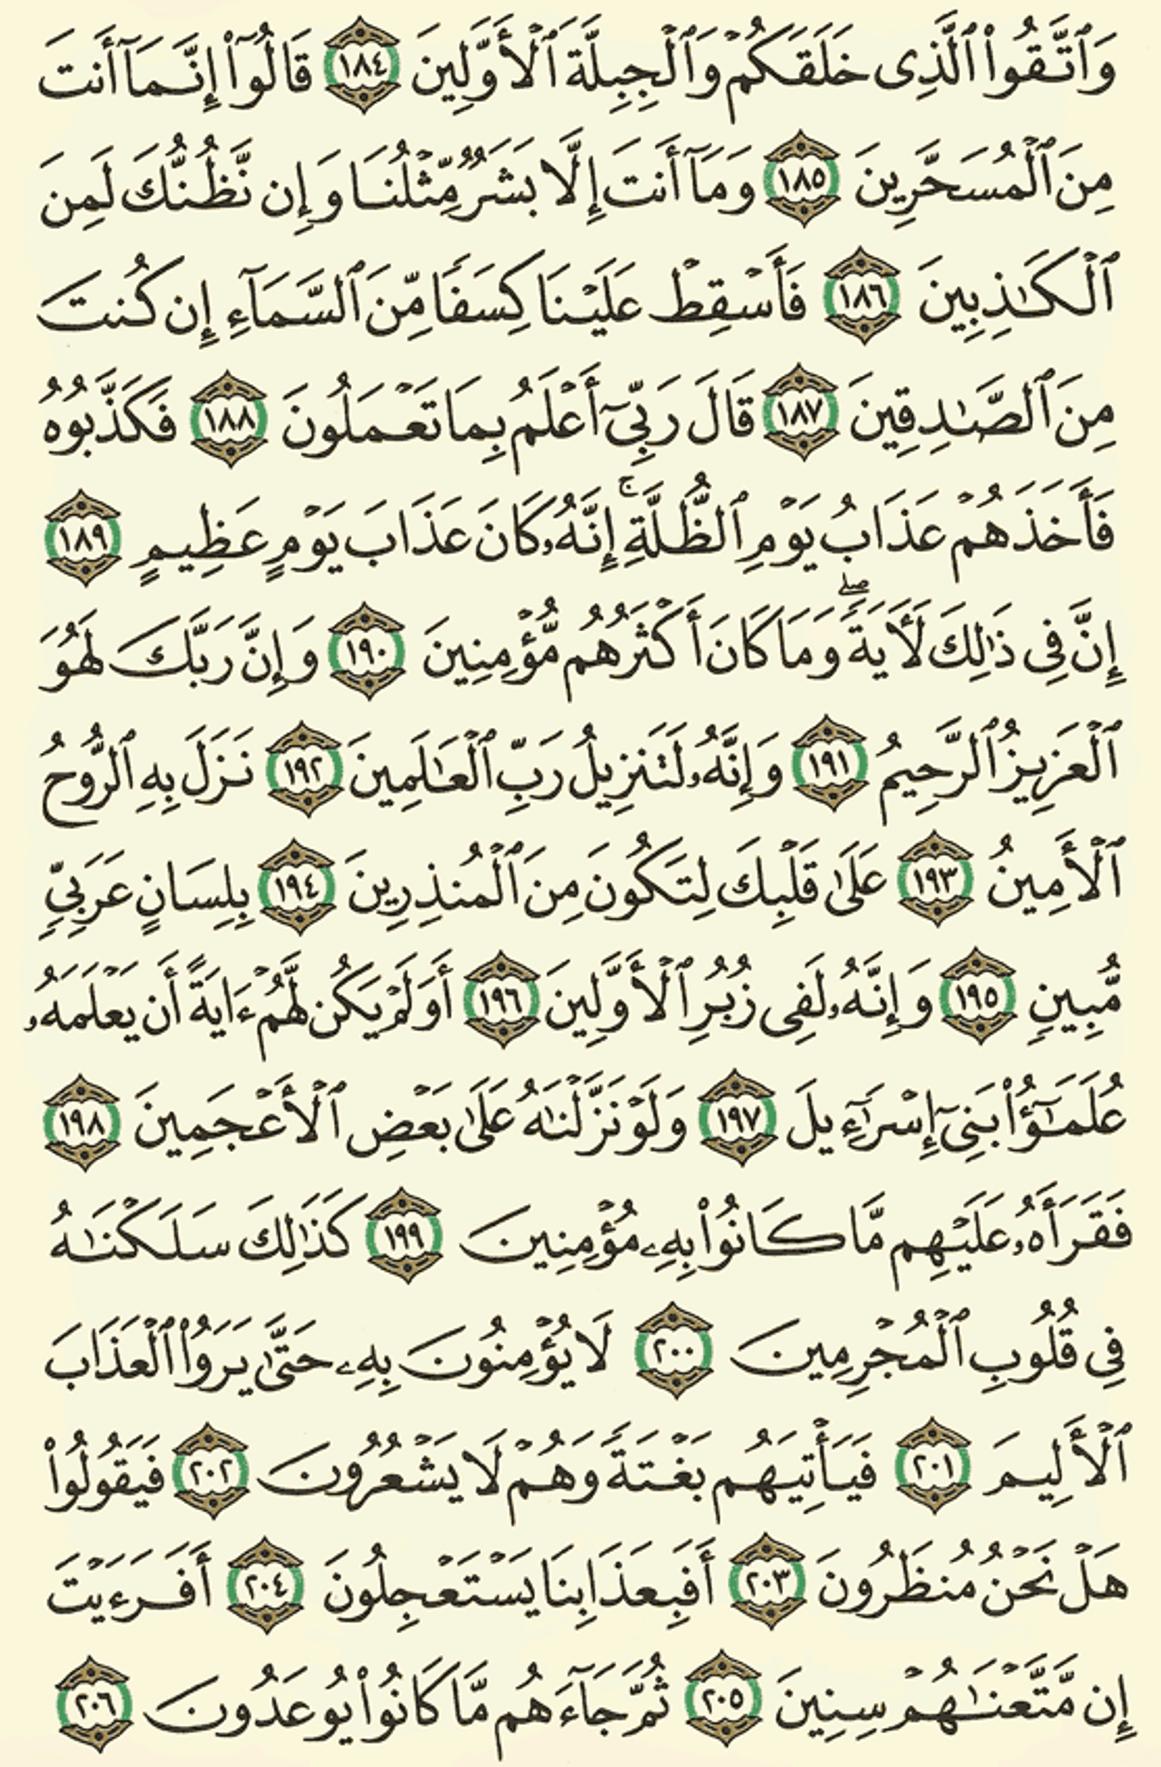 وَٱتَّقُوا۟ ٱلَّذِى خَلَقَكُمْ وَٱلْجِبِلَّةَ ٱلْأَوَّلِينَ ١٨٤ قَالُوٓا۟ إِنَّمَآ أَنتَ
مِنَ ٱلْمُسَحَّرِينَ ١٨٥ وَمَآ أَنتَ إِلَّا بَشَرٌ مِّثْلُنَا وَإِن نَّظُنُّكَ لَمِنَ
ٱلْكَـٰذِبِينَ ١٨٦ فَأَسْقِطْ عَلَيْنَا كِسَفًا مِّنَ ٱلسَّمَآءِ إِن كُنتَ
مِنَ ٱلصَّـٰدِقِينَ ١٨٧ قَالَ رَبِّىٓ أَعْلَمُ بِمَا تَعْمَلُونَ ١٨٨ فَكَذَّبُوهُ
فَأَخَذَهُمْ عَذَابُ يَوْمِ ٱلظُّلَّةِ ۚ إِنَّهُۥ كَانَ عَذَابَ يَوْمٍ عَظِيمٍ ١٨٩
إِنَّ فِى ذَٰلِكَ لَـَٔايَةً ۖ وَمَا كَانَ أَكْثَرُهُم مُّؤْمِنِينَ ١٩٠ وَإِنَّ رَبَّكَ لَهُوَ
ٱلْعَزِيزُ ٱلرَّحِيمُ ١٩١ وَإِنَّهُۥ لَتَنزِيلُ رَبِّ ٱلْعَـٰلَمِينَ ١٩٢ نَزَلَ بِهِ ٱلرُّوحُ
ٱلْأَمِينُ ١٩٣ عَلَىٰ قَلْبِكَ لِتَكُونَ مِنَ ٱلْمُنذِرِينَ ١٩٤ بِلِسَانٍ عَرَبِىٍّ
مُّبِينٍ ١٩٥ وَإِنَّهُۥ لَفِى زُبُرِ ٱلْأَوَّلِينَ ١٩٦ أَوَلَمْ يَكُن لَّهُمْ ءَايَةً أَن يَعْلَمَهُۥ
عُلَمَـٰٓؤُا۟ بَنِىٓ إِسْرَٰٓءِيلَ ١٩٧ وَلَوْ نَزَّلْنَـٰهُ عَلَىٰ بَعْضِ ٱلْأَعْجَمِينَ ١٩٨
فَقَرَأَهُۥ عَلَيْهِم مَّا كَانُوا۟ بِهِۦ مُؤْمِنِينَ ١٩٩ كَذَٰلِكَ سَلَكْنَـٰهُ
فِى قُلُوبِ ٱلْمُجْرِمِينَ ٢٠٠ لَا يُؤْمِنُونَ بِهِۦ حَتَّىٰ يَرَوُا۟ ٱلْعَذَابَ
ٱلْأَلِيمَ ٢٠١ فَيَأْتِيَهُم بَغْتَةً وَهُمْ لَا يَشْعُرُونَ ٢٠٢ فَيَقُولُوا۟
هَلْ نَحْنُ مُنظَرُونَ ٢٠٣ أَفَبِعَذَابِنَا يَسْتَعْجِلُونَ ٢٠٤ أَفَرَءَيْتَ
إِن مَّتَّعْنَـٰهُمْ سِنِينَ ٢٠٥ ثُمَّ جَآءَهُم مَّا كَانُوا۟ يُوعَدُونَ ٢٠٦